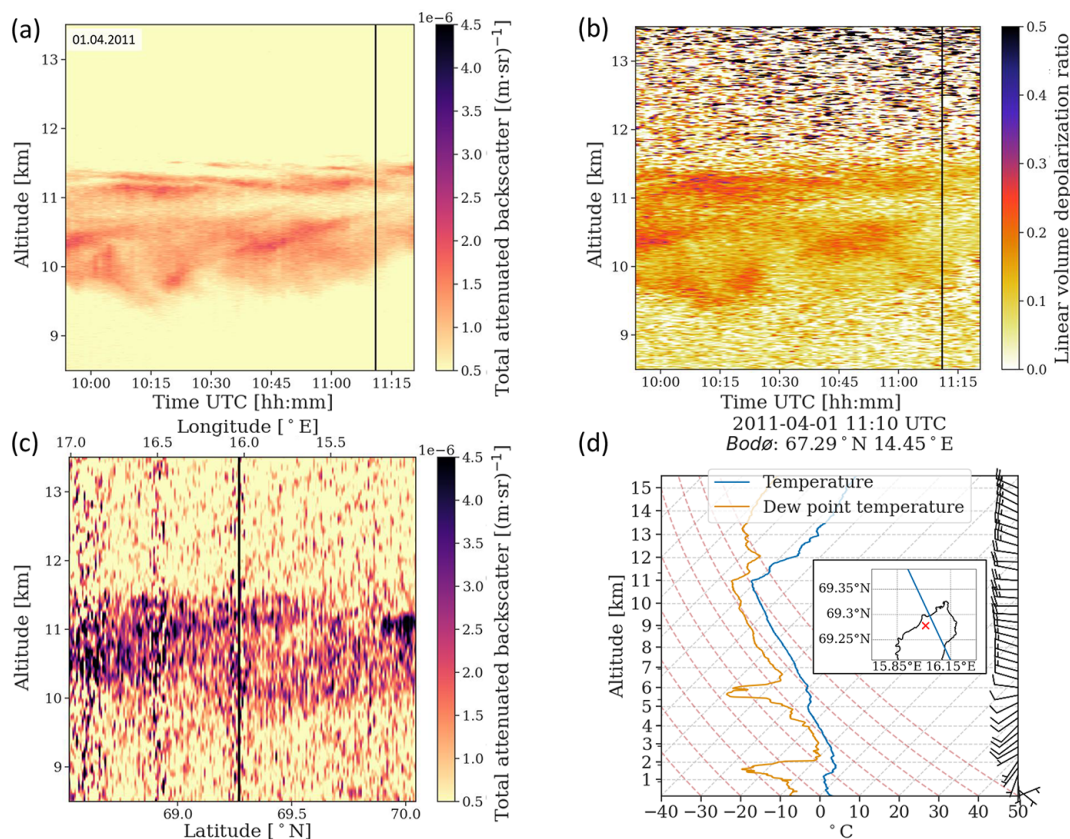 (a)
01.04.2011
1e−6
4.5
4.0
3.5
3.0
2.5
2.0
1.5
1.0
0.5
Total attenuated backscatter [(m·sr)⁻¹]
13
12
11
10
9
Altitude [km]
10:00 10:15 10:30 10:45 11:00 11:15
Time UTC [hh:mm]
(b)
0.5
0.4
0.3
0.2
0.1
0.0
Linear volume depolarization ratio
13
12
11
10
9
Altitude [km]
10:00 10:15 10:30 10:45 11:00 11:15
Time UTC [hh:mm]
(c)
Longitude [°E]
17.0 16.5 16.0 15.5
1e−6
4.5
4.0
3.5
3.0
2.5
2.0
1.5
1.0
0.5
Total attenuated backscatter [(m·sr)⁻¹]
13
12
11
10
9
Altitude [km]
69.0 69.5 70.0
Latitude [°N]
(d)
2011-04-01 11:10 UTC
Bodø: 67.29°N 14.45°E
Temperature
Dew point temperature
15
14
13
12
11
10
9
8
7
6
5
4
3
2
1
Altitude [km]
69.35°N
69.3°N
69.25°N
15.85°E 16.15°E
−40 −30 −20 −10 0 10 20 30 40 50
°C